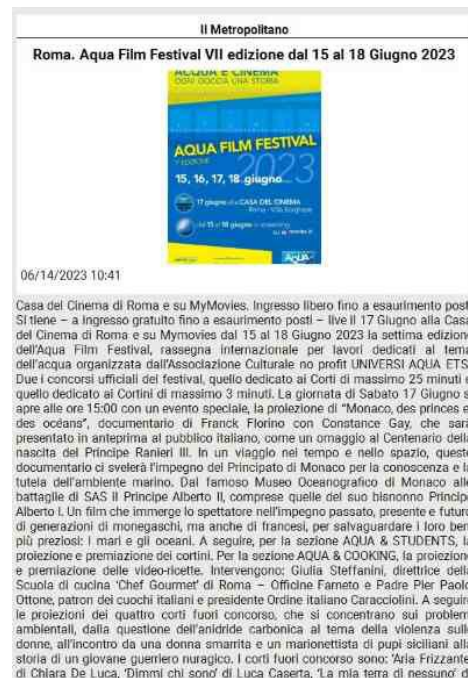 Il Metropolitano
Roma. Aqua Film Festival VII edizione dal 15 al 18 Giugno 2023
ACQUA E CINEMA
OGNI GOCCIA UNA STORIA
AQUA FILM FESTIVAL
2023
15, 16, 17, 18 giugno
17 giugno alla CASA DEL CINEMA
Roma - Villa Borghese
dal 15 al 18 giugno in streaming
06/14/2023 10:41
Casa del Cinema di Roma e su MyMovies. Ingresso libero fino a esaurimento post
Si tiene – a ingresso gratuito fino a esaurimento posti – live il 17 Giugno alla Casa
del Cinema di Roma e su Mymovies dal 15 al 18 Giugno 2023 la settima edizione
dell'Aqua Film Festival, rassegna internazionale per lavori dedicati al tema
dell'acqua organizzata dall'Associazione Culturale no profit UNIVERSI AQUA ETS.
Due i concorsi ufficiali del festival, quello dedicato ai Corti di massimo 25 minuti e
quello dedicato ai Cortini di massimo 3 minuti. La giornata di Sabato 17 Giugno s
apre alle ore 15:00 con un evento speciale, la proiezione di “Monaco, des princes e
des océans”, documentario di Franck Florino con Constance Gay, che sarà
presentato in anteprima al pubblico italiano, come un omaggio al Centenario della
nascita del Principe Ranieri III. In un viaggio nel tempo e nello spazio, questo
documentario ci svelerà l'impegno del Principato di Monaco per la conoscenza e la
tutela dell'ambiente marino. Dal famoso Museo Oceanografico di Monaco alle
battaglie di SAS il Principe Alberto II, comprese quelle del suo bisnonno Principe
Alberto I. Un film che immerge lo spettatore nell'impegno passato, presente e futuro
di generazioni di monegaschi, ma anche di francesi, per salvaguardare i loro beni
più preziosi: i mari e gli oceani. A seguire, per la sezione AQUA & STUDENTS, la
proiezione e premiazione dei cortini. Per la sezione AQUA & COOKING, la proiezione
e premiazione delle video-ricette. Intervengono: Giulia Steffanini, direttrice della
Scuola di cucina ‘Chef Gourmet’ di Roma – Officine Farneto e Padre Pier Paolo
Ottone, patron dei cuochi italiani e presidente Ordine italiano Caracciolini. A seguire
le proiezioni dei quattro corti fuori concorso, che si concentrano sui problemi
ambientali, dalla questione dell'anidride carbonica al tema della violenza sulle
donne, all'incontro da una donna smarrita e un marionettista di pupi siciliani alla
storia di un giovane guerriero nuragico. I corti fuori concorso sono: ‘Aria Frizzante’
di Chiara De Luca, ‘Dimmi chi sono’ di Luca Caserta, ‘La mia terra di nessuno’ d